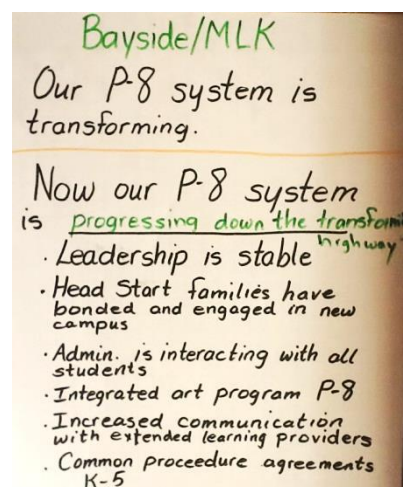 Bayside/MLK
Our P-8 system is
transforming.
Now our P-8 system
is progressing down the
highway
· Leadership is stable
· Head Start families have
bonded and engaged in new
campus
· Admin. is interacting with all
students
· Integrated art program P-8
· Increased communication
with extended learning providers
· Common proceedure agreements
K-5